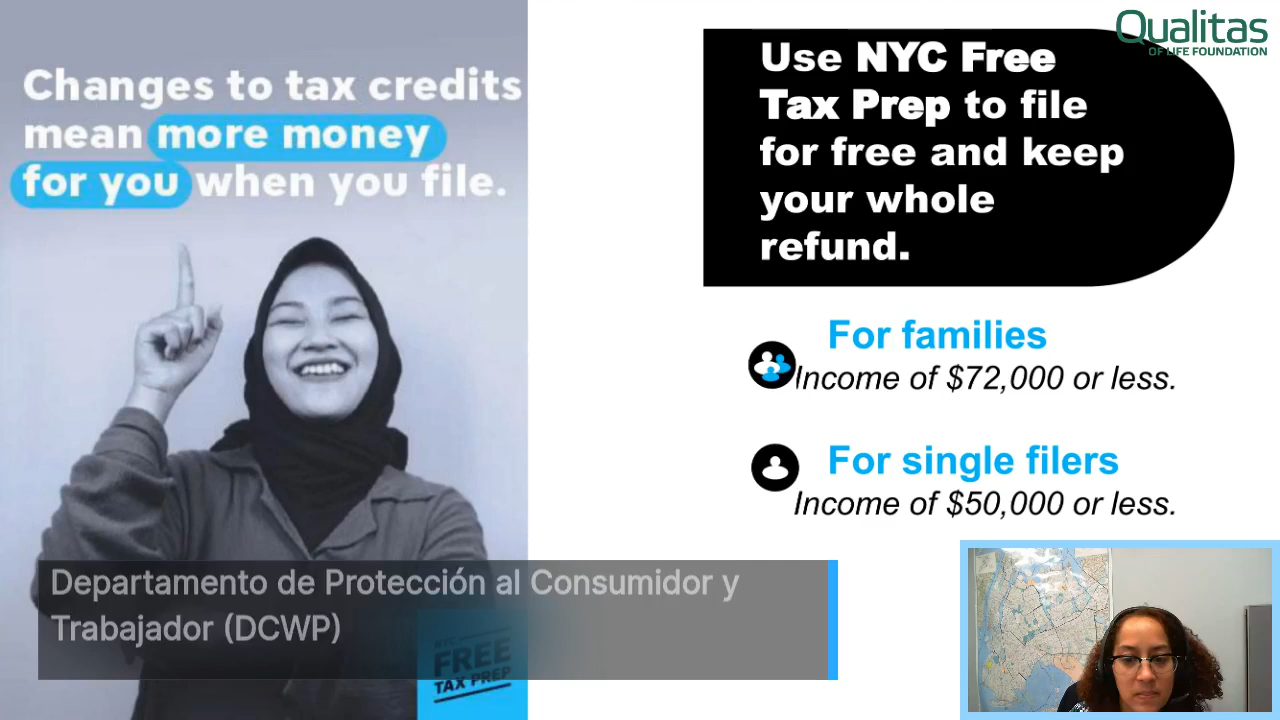 Changes to tax credits
mean more money
for you when you file.
Qualitas
OF LIFE FOUNDATION
Use NYC Free
Tax Prep to file
for free and keep
your whole
refund.
For families
Income of $72,000 or less.
For single filers
Income of $50,000 or less.
Departamento de Protección al Consumidor y
Trabajador (DCWP)
NYC
FREE
TAX PREP